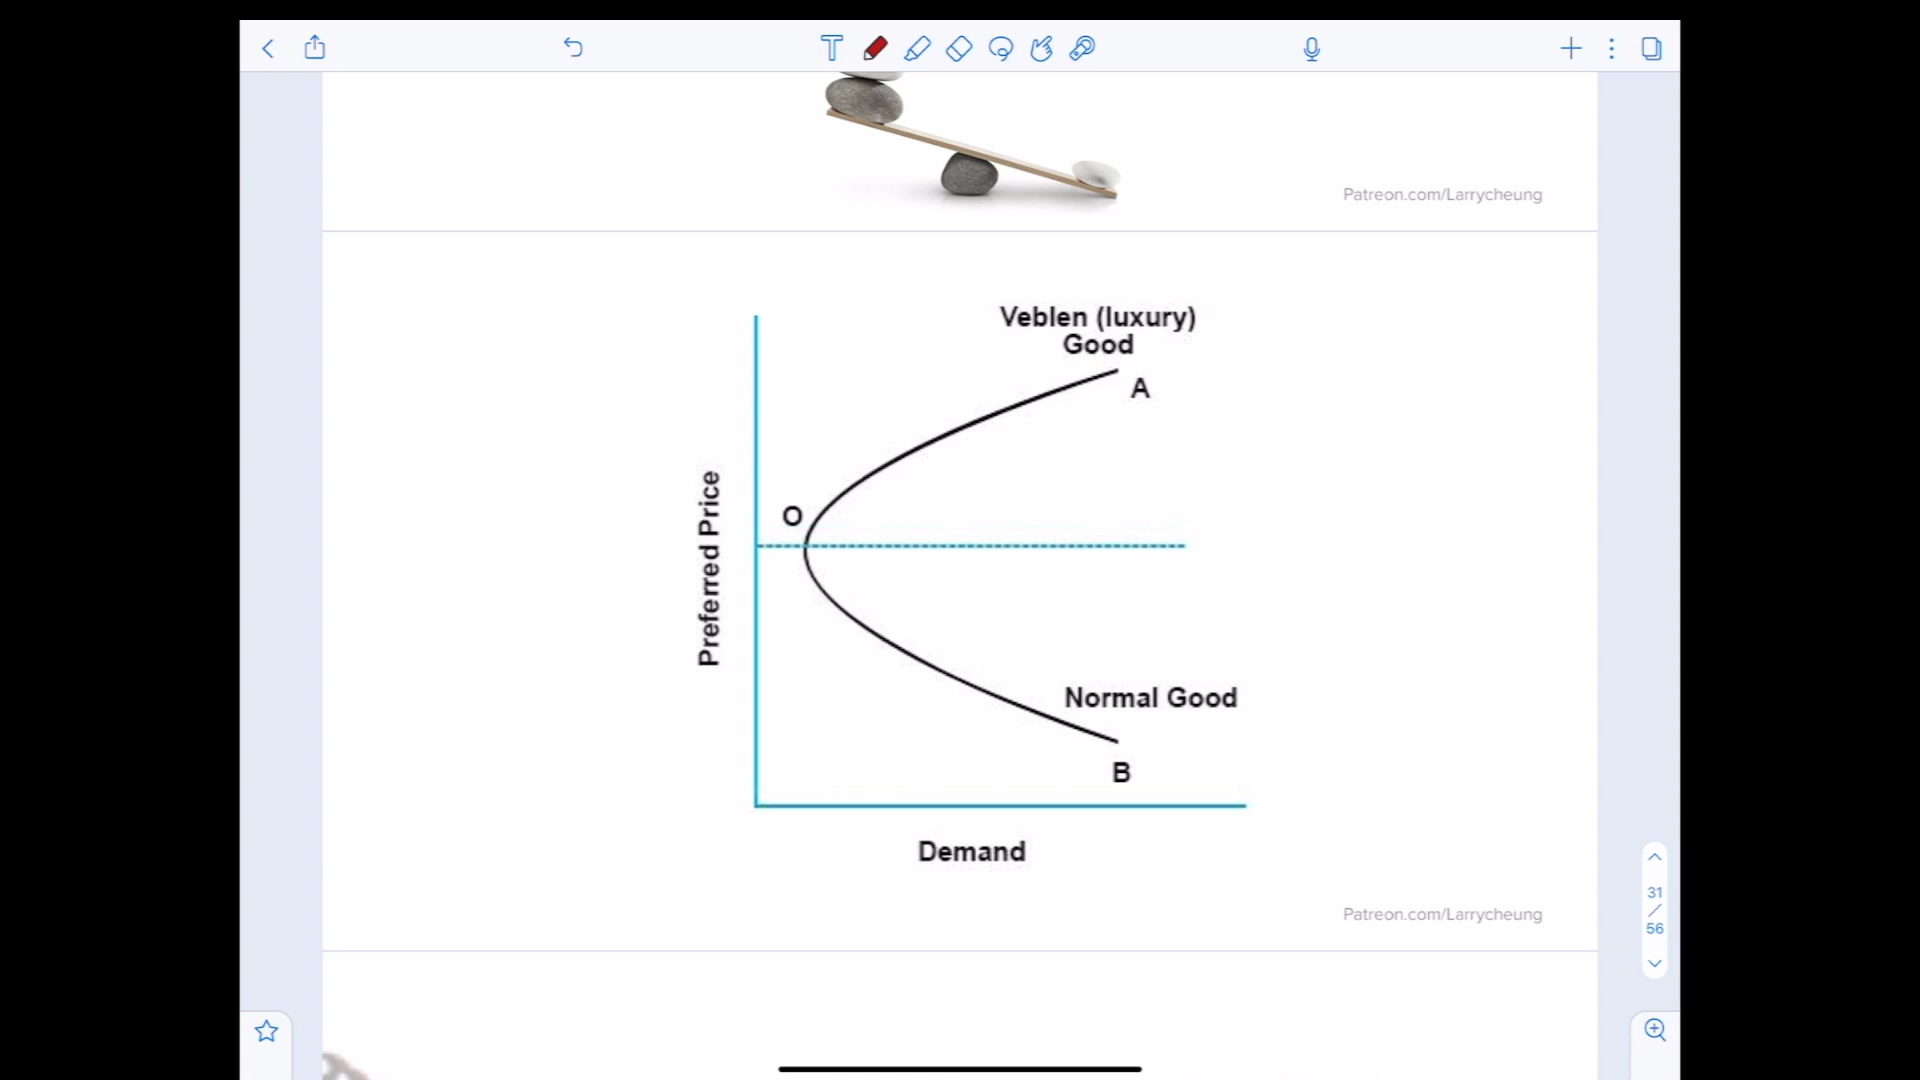 Patreon.com/Larrycheung
Veblen (luxury)
Good
A
O
Preferred Price
Normal Good
B
Demand
31
/
56
Patreon.com/Larrycheung